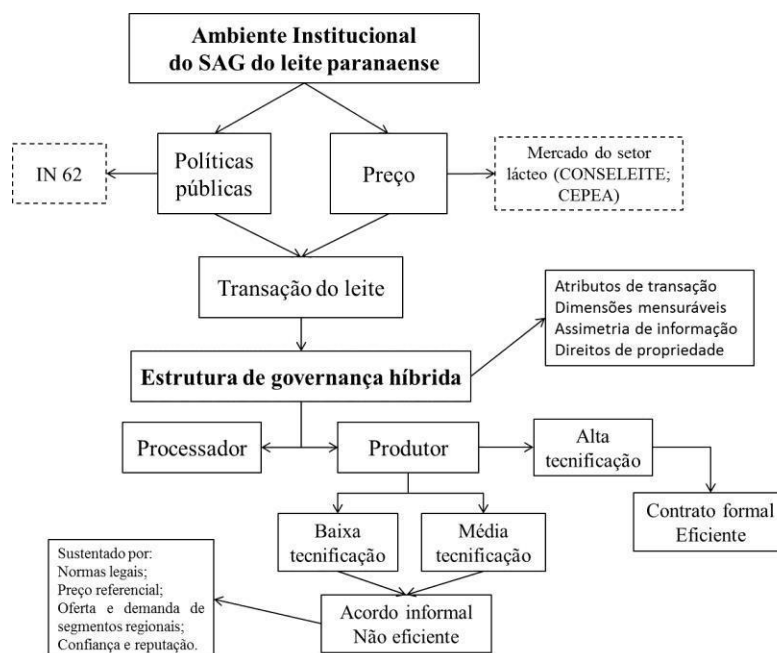 Ambiente Institucional
do SAG do leite paranaense
IN 62
Políticas
públicas
Preço
Mercado do setor
lácteo (CONSELEITE;
CEPEA)
Transação do leite
Atributos de transação
Dimensões mensuráveis
Assimetria de informação
Direitos de propriedade
Estrutura de governança híbrida
Processador
Produtor
Alta
tecnificação
Baixa
tecnificação
Média
tecnificação
Contrato formal
Eficiente
Sustentado por:
Normas legais;
Preço referencial;
Oferta e demanda de
segmentos regionais;
Confiança e reputação.
Acordo informal
Não eficiente